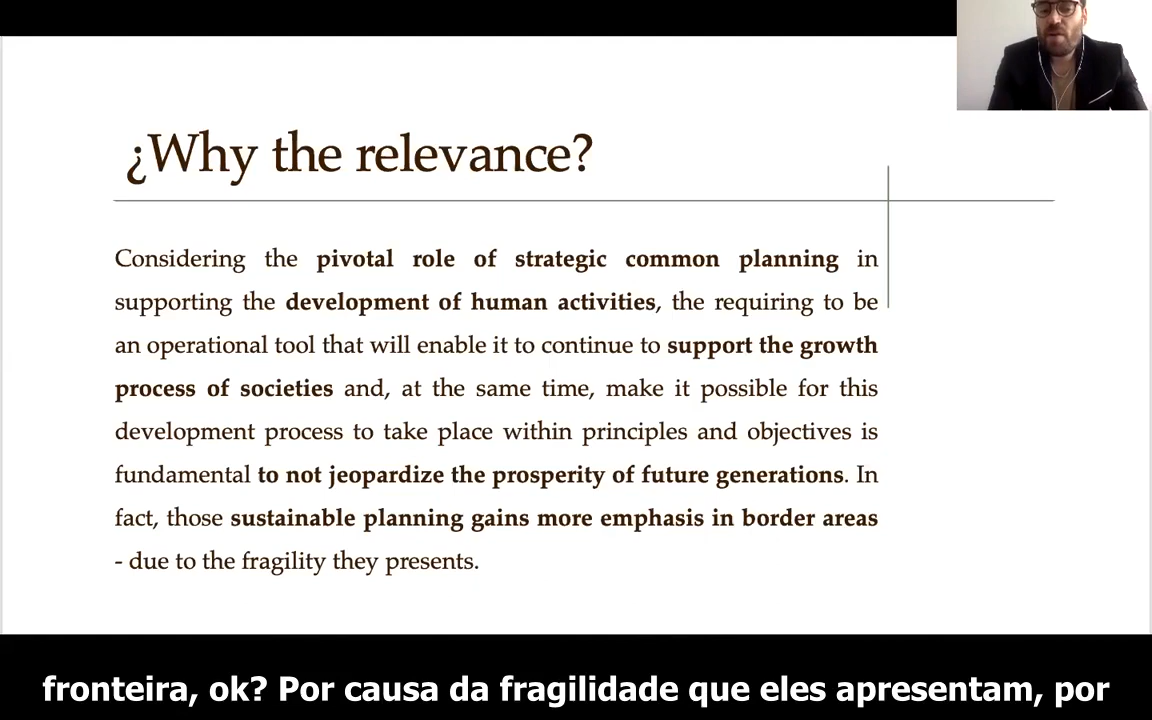 ¿Why the relevance?
Considering the pivotal role of strategic common planning in
supporting the development of human activities, the requiring to be
an operational tool that will enable it to continue to support the growth
process of societies and, at the same time, make it possible for this
development process to take place within principles and objectives is
fundamental to not jeopardize the prosperity of future generations. In
fact, those sustainable planning gains more emphasis in border areas
- due to the fragility they presents.
fronteira, ok? Por causa da fragilidade que eles apresentam, por